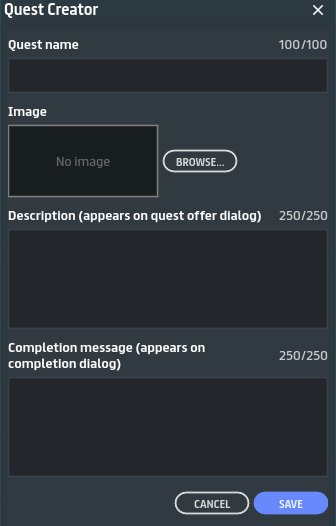 Quest Creator
Quest name 100/100
Image
No image
BROWSE...
Description (appears on quest offer dialog) 250/250
Completion message (appears on
completion dialog) 250/250
CANCEL SAVE